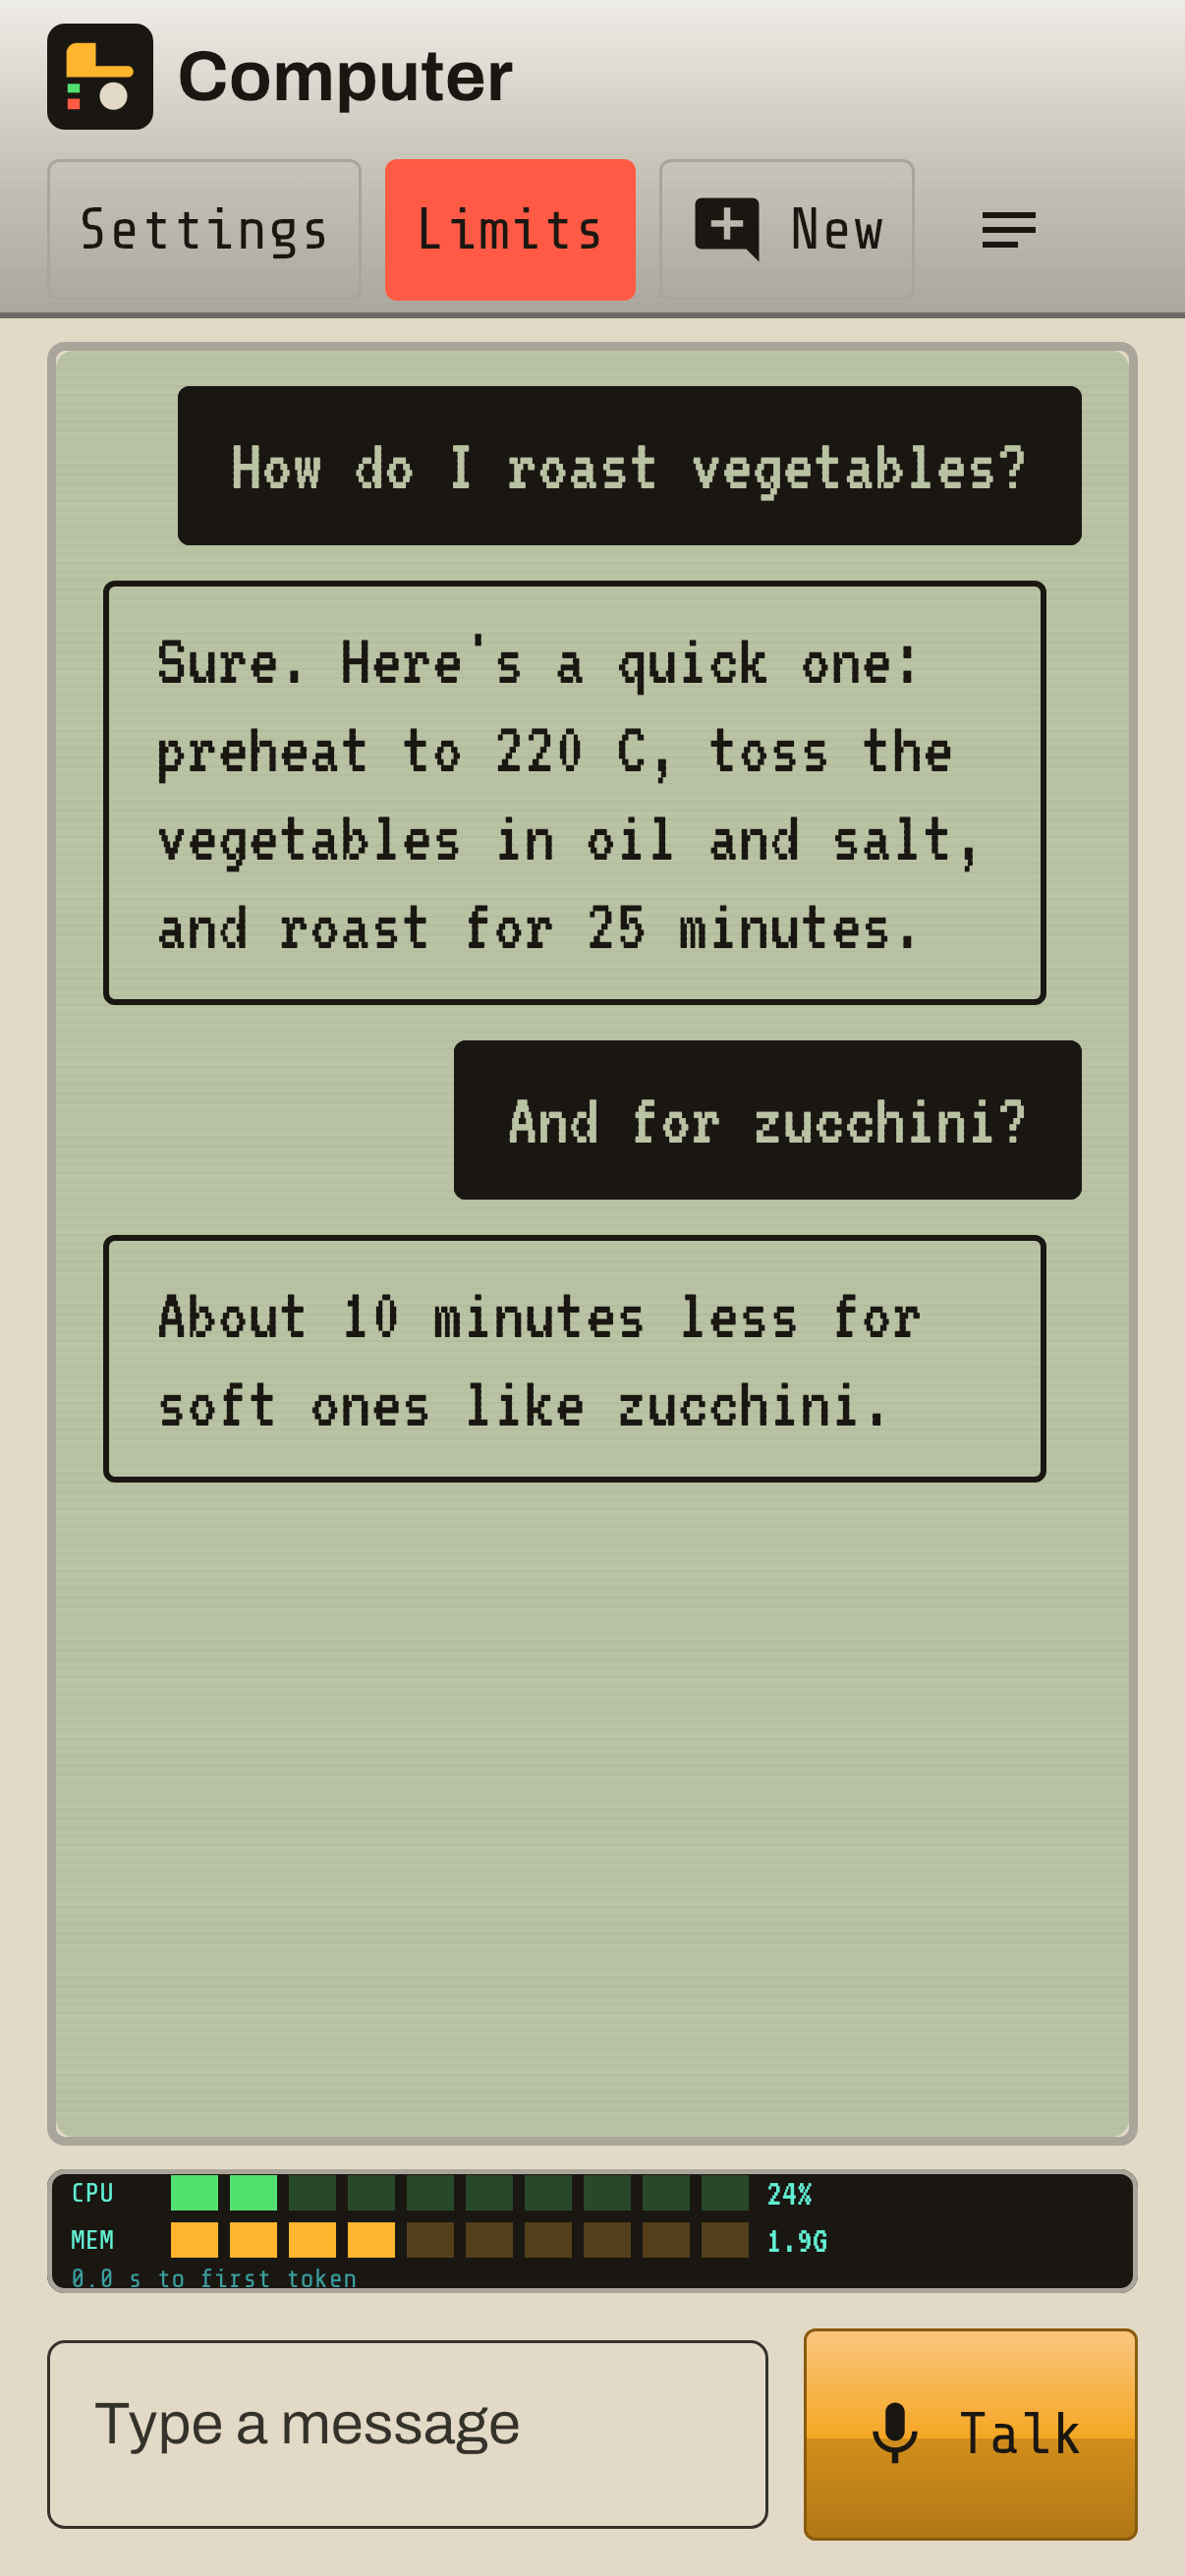 Computer
Settings
Limits
New
How do I roast vegetables?
Sure. Here's a quick one:
preheat to 220 C, toss the
vegetables in oil and salt,
and roast for 25 minutes.
And for zucchini?
About 10 minutes less for
soft ones like zucchini.
CPU 24%
MEM 1.9G
0.0 s to first token
Type a message
Talk